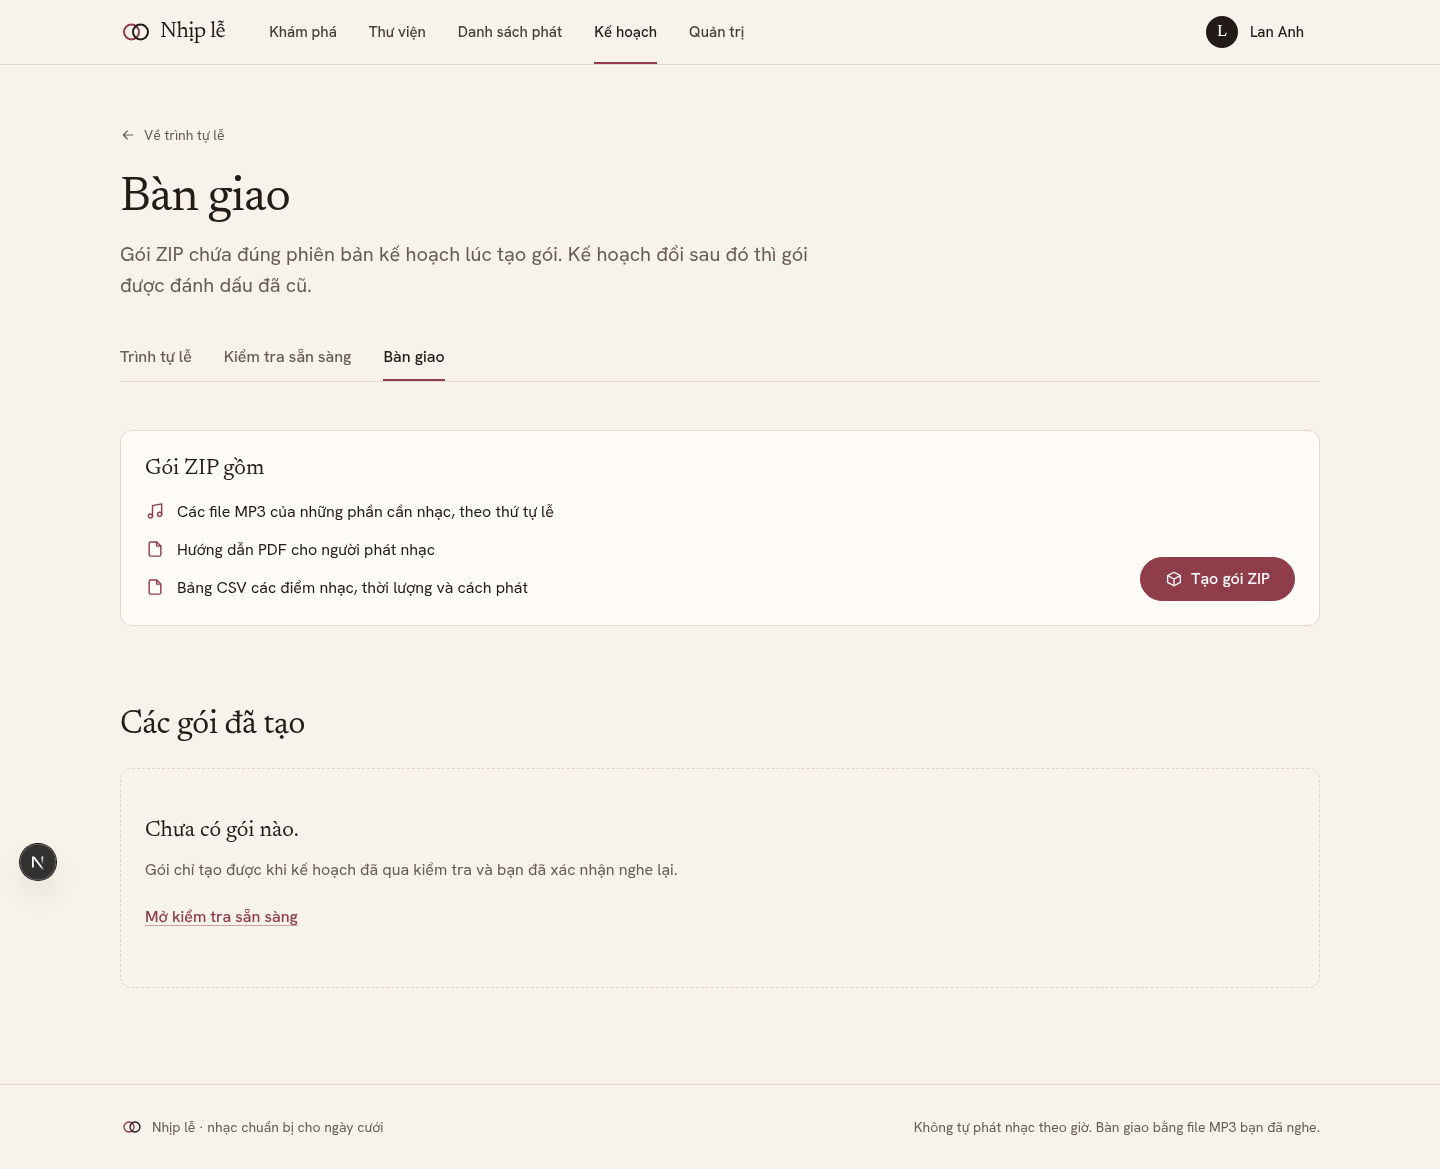 Nhịp lễ
Khám phá
Thư viện
Danh sách phát
Kế hoạch
Quản trị
L
Lan Anh
Về trình tự lễ
Bàn giao
Gói ZIP chứa đúng phiên bản kế hoạch lúc tạo gói. Kế hoạch đổi sau đó thì gói
được đánh dấu đã cũ.
Trình tự lễ
Kiểm tra sẵn sàng
Bàn giao
Gói ZIP gồm
Các file MP3 của những phần cần nhạc, theo thứ tự lễ
Hướng dẫn PDF cho người phát nhạc
Bảng CSV các điểm nhạc, thời lượng và cách phát
Tạo gói ZIP
Các gói đã tạo
Chưa có gói nào.
Gói chỉ tạo được khi kế hoạch đã qua kiểm tra và bạn đã xác nhận nghe lại.
Mở kiểm tra sẵn sàng
N
Nhịp lễ · nhạc chuẩn bị cho ngày cưới
Không tự phát nhạc theo giờ. Bàn giao bằng file MP3 bạn đã nghe.